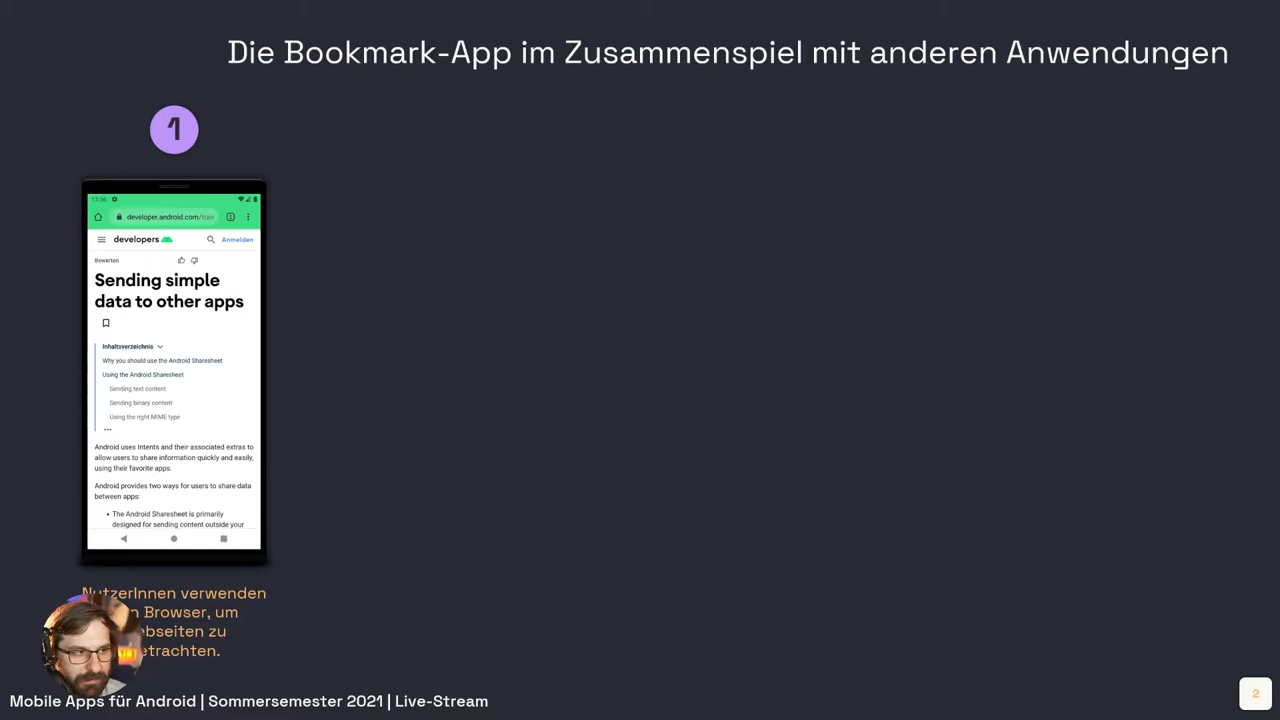 Die Bookmark-App im Zusammenspiel mit anderen Anwendungen
1
13:56
developer.android.com/trai
2
developers
Anmelden
Bewerten
Sending simple
data to other apps
Inhaltsverzeichnis
Why you should use the Android Sharesheet
Using the Android Sharesheet
Sending text content
Sending binary content
Using the right MIME type
•••
Android uses Intents and their associated extras to
allow users to share information quickly and easily,
using their favorite apps.
Android provides two ways for users to share data
between apps:
• The Android Sharesheet is primarily
designed for sending content outside your
NutzerInnen verwenden
Browser, um
zu
Mobile Apps für Android | Sommersemester 2021 | Live-Stream
2